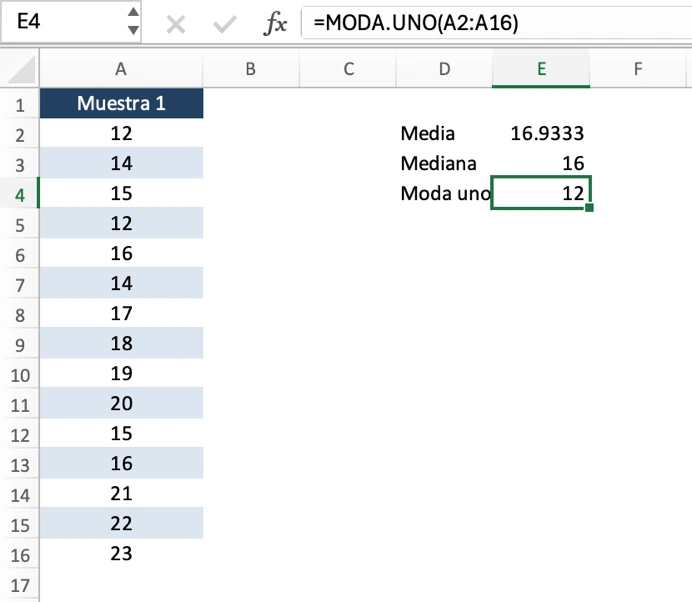 E4 fx =MODA.UNO(A2:A16)
A B C D E F
1 Muestra 1
2 12 Media 16.9333
3 14 Mediana 16
4 15 Moda uno 12
5 12
6 16
7 14
8 17
9 18
10 19
11 20
12 15
13 16
14 21
15 22
16 23
17